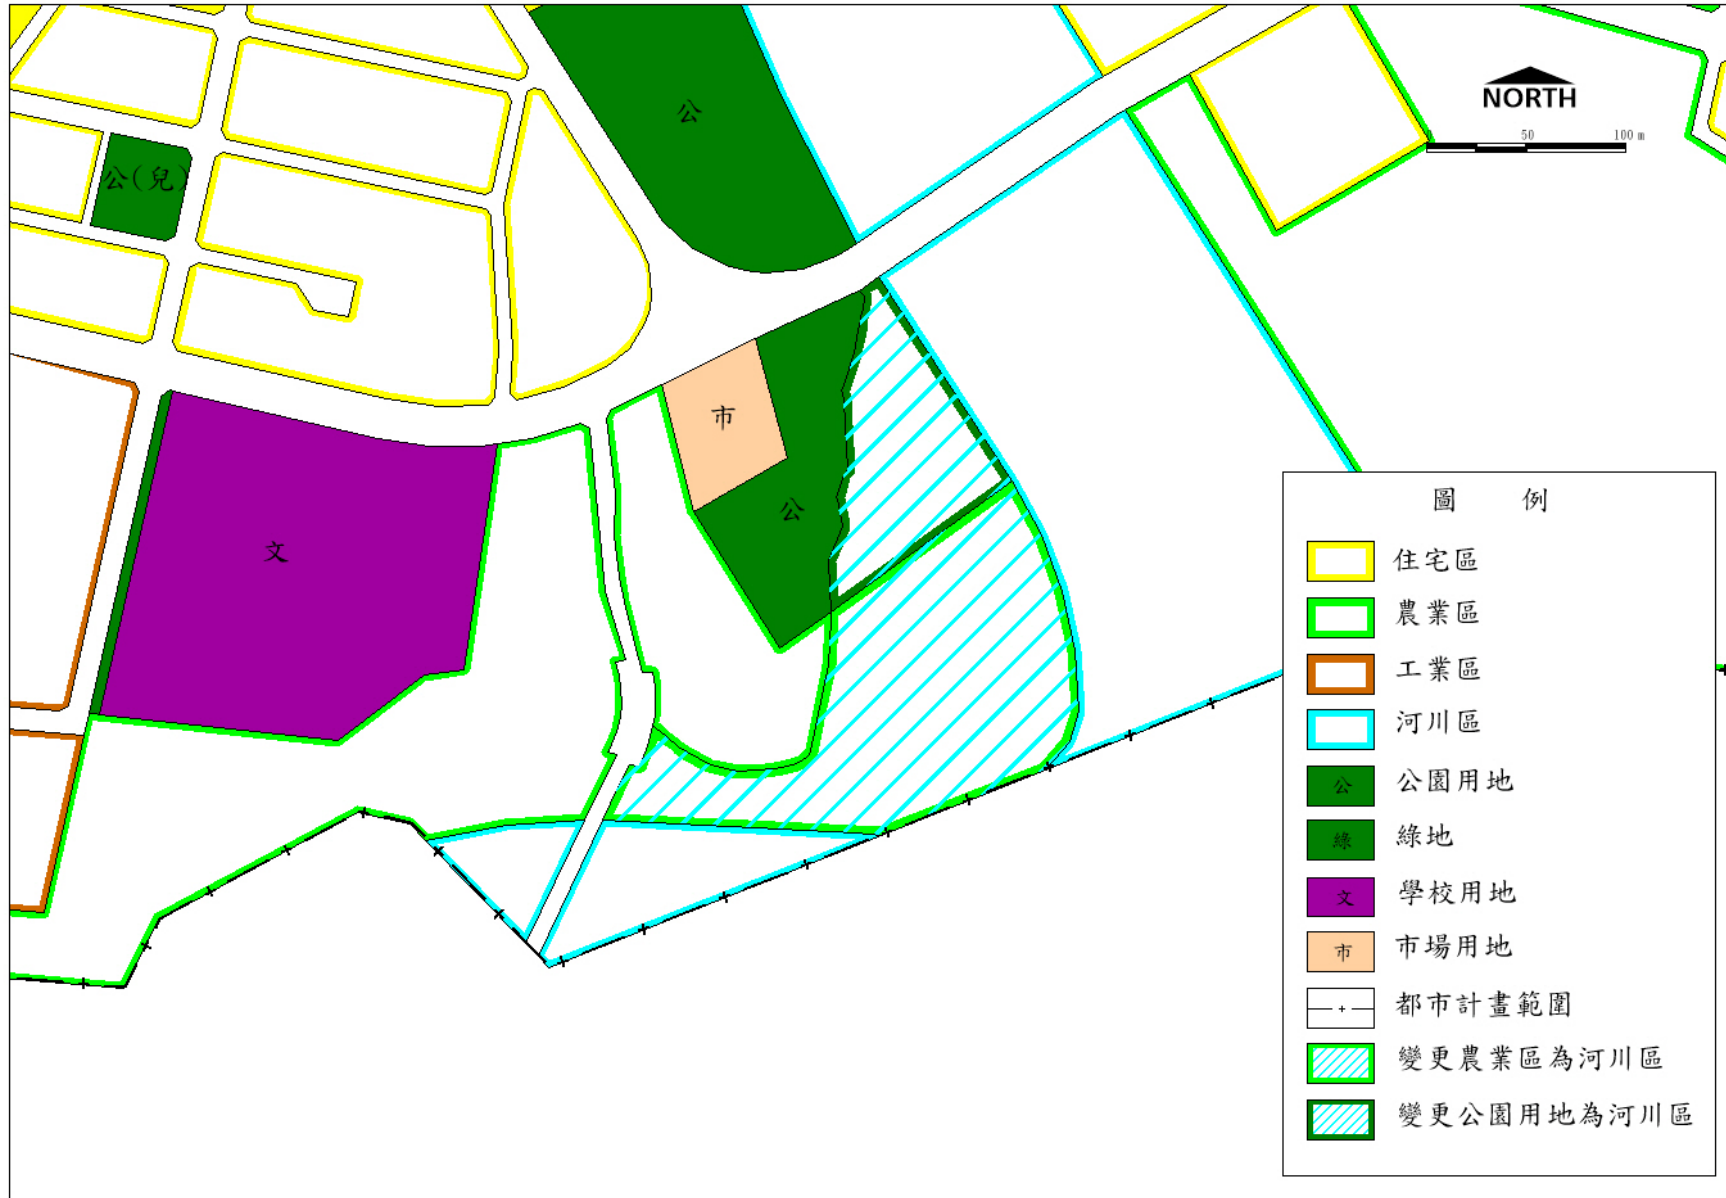 公
NORTH
0 50 100 m
公(兒)
市
公
文
圖 例
住宅區
農業區
工業區
河川區
公 公園用地
綠 綠地
文 學校用地
市 市場用地
都市計畫範圍
變更農業區為河川區
變更公園用地為河川區